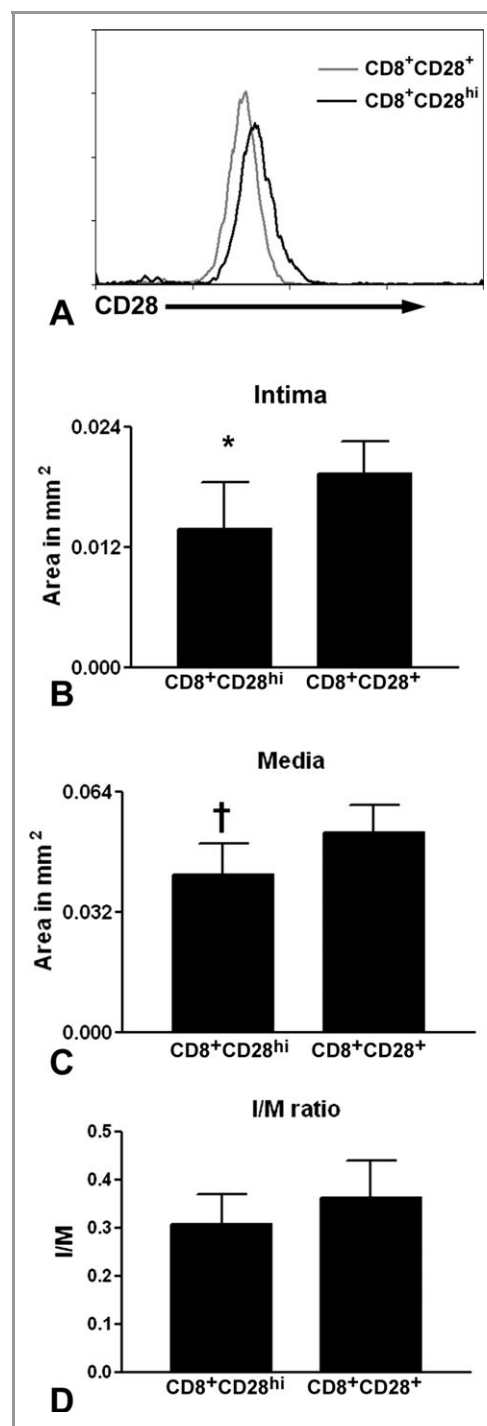 CD8⁺CD28⁺
CD8⁺CD28ʰⁱ
A
CD28
Intima
*
Area in mm²
0.024
0.012
0.000
CD8⁺CD28ʰⁱ CD8⁺CD28⁺
B
Media
†
Area in mm²
0.064
0.032
0.000
CD8⁺CD28ʰⁱ CD8⁺CD28⁺
C
I/M ratio
I/M
0.5
0.4
0.3
0.2
0.1
0.0
CD8⁺CD28ʰⁱ CD8⁺CD28⁺
D